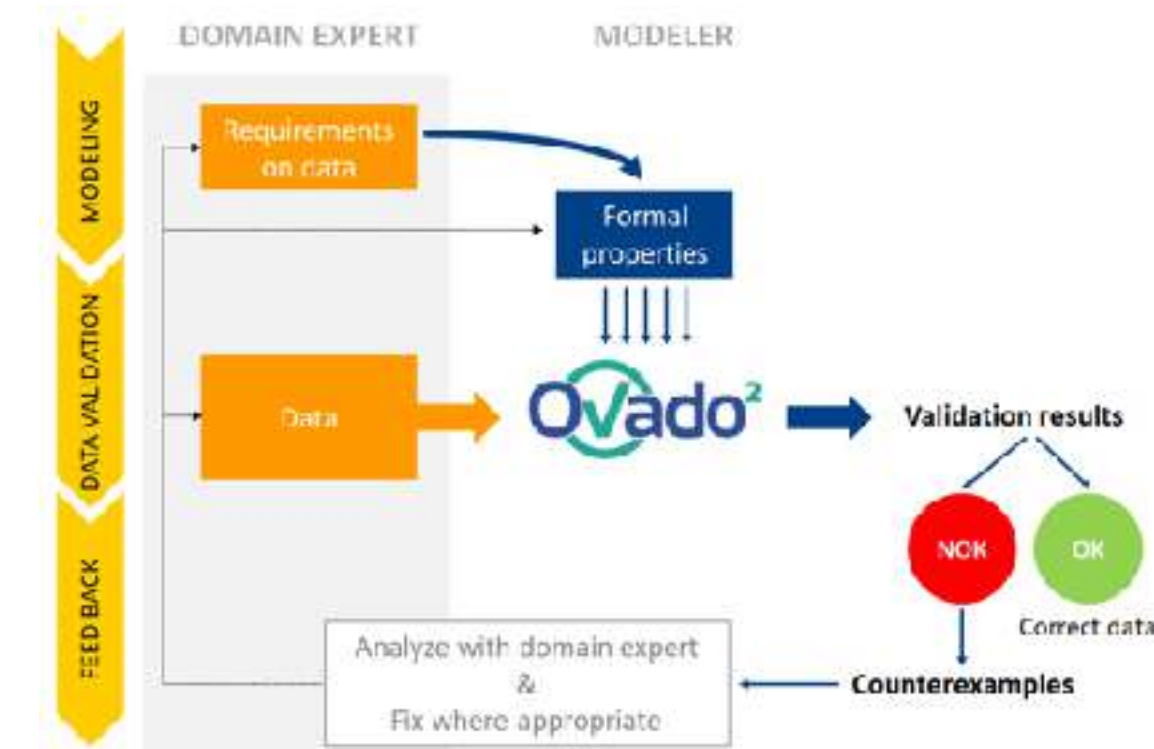 DOMAIN EXPERT
MODELER
MODELING
DATA VALIDATION
FEED BACK
Requirements
on data
Formal
properties
Data
Ovado²
Validation results
NOK
OK
Correct data
Counterexamples
Analyze with domain expert
&
Fix where appropriate